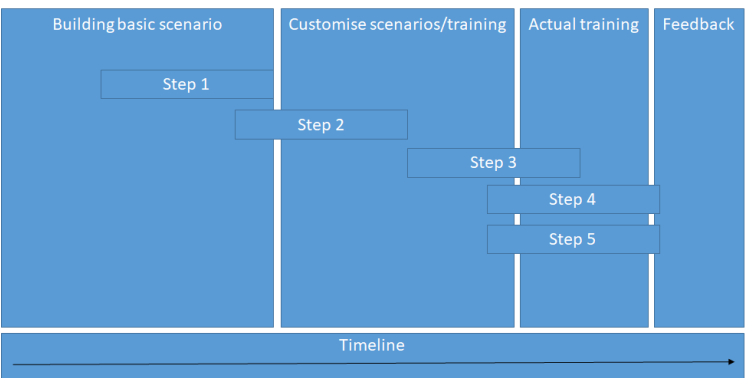 Building basic scenario
Customise scenarios/training
Actual training
Feedback
Step 1
Step 2
Step 3
Step 4
Step 5
Timeline